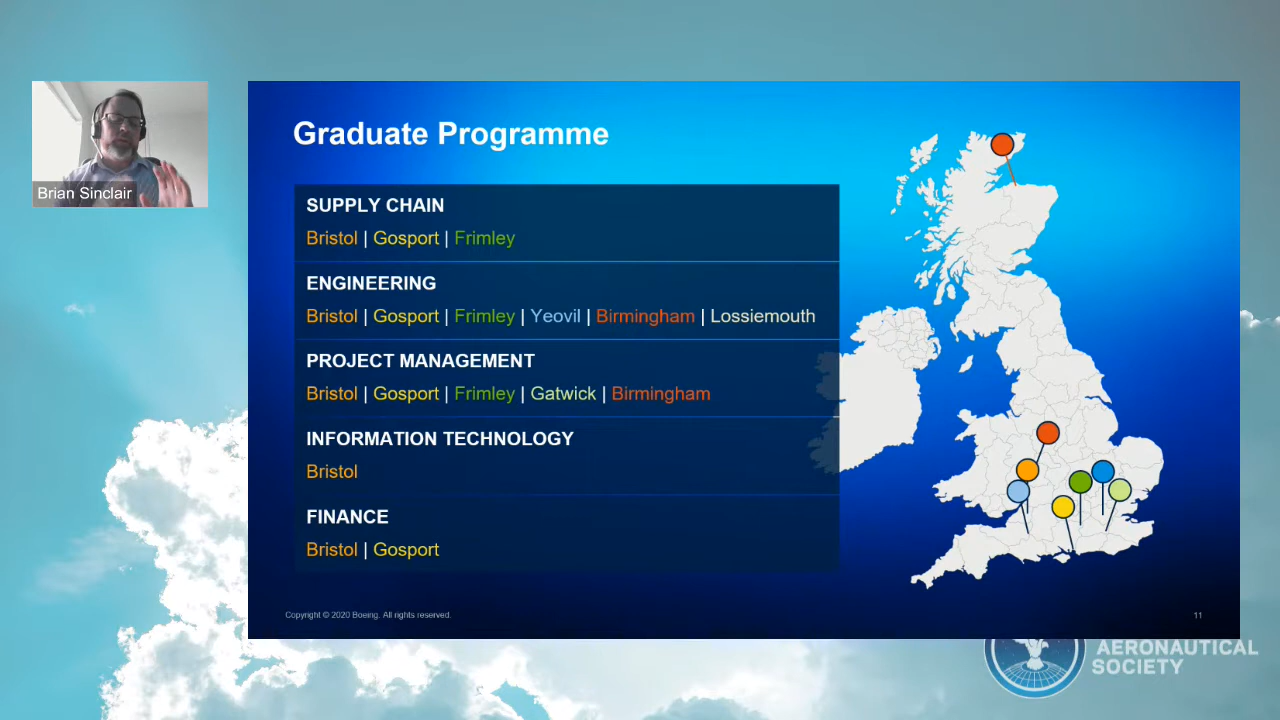 Brian Sinclair
Graduate Programme
SUPPLY CHAIN
Bristol | Gosport | Frimley
ENGINEERING
Bristol | Gosport | Frimley | Yeovil | Birmingham | Lossiemouth
PROJECT MANAGEMENT
Bristol | Gosport | Frimley | Gatwick | Birmingham
INFORMATION TECHNOLOGY
Bristol
FINANCE
Bristol | Gosport
Copyright © 2020 Boeing. All rights reserved.
11
AERONAUTICAL
SOCIETY